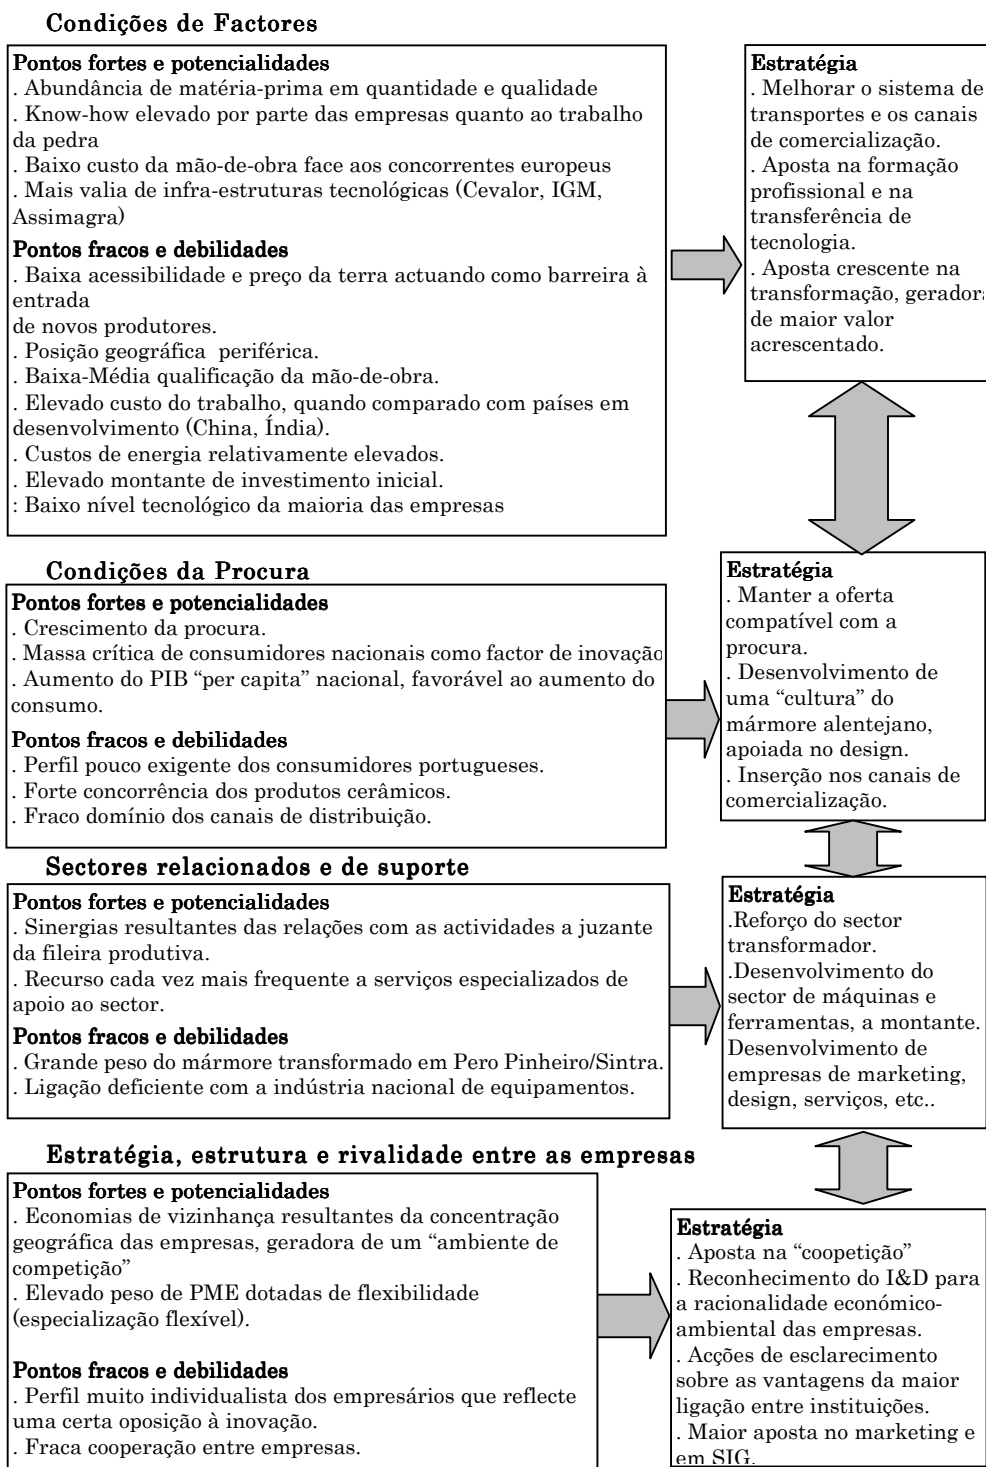 Condições de Factores
Pontos fortes e potencialidades
. Abundância de matéria-prima em quantidade e qualidade
. Know-how elevado por parte das empresas quanto ao trabalho
da pedra
. Baixo custo da mão-de-obra face aos concorrentes europeus
. Mais valia de infra-estruturas tecnológicas (Cevalor, IGM,
Assimagra)
Pontos fracos e debilidades
. Baixa acessibilidade e preço da terra actuando como barreira à
entrada
de novos produtores.
. Posição geográfica periférica.
. Baixa-Média qualificação da mão-de-obra.
. Elevado custo do trabalho, quando comparado com países em
desenvolvimento (China, Índia).
. Custos de energia relativamente elevados.
. Elevado montante de investimento inicial.
: Baixo nível tecnológico da maioria das empresas
Estratégia
. Melhorar o sistema de
transportes e os canais
de comercialização.
. Aposta na formação
profissional e na
transferência de
tecnologia.
. Aposta crescente na
transformação, geradora
de maior valor
acrescentado.
Condições da Procura
Pontos fortes e potencialidades
. Crescimento da procura.
. Massa crítica de consumidores nacionais como factor de inovação
. Aumento do PIB “per capita” nacional, favorável ao aumento do
consumo.
Pontos fracos e debilidades
. Perfil pouco exigente dos consumidores portugueses.
. Forte concorrência dos produtos cerâmicos.
. Fraco domínio dos canais de distribuição.
Estratégia
. Manter a oferta
compatível com a
procura.
. Desenvolvimento de
uma “cultura” do
mármore alentejano,
apoiada no design.
. Inserção nos canais de
comercialização.
Sectores relacionados e de suporte
Pontos fortes e potencialidades
. Sinergias resultantes das relações com as actividades a juzante
da fileira produtiva.
. Recurso cada vez mais frequente a serviços especializados de
apoio ao sector.
Pontos fracos e debilidades
. Grande peso do mármore transformado em Pero Pinheiro/Sintra.
. Ligação deficiente com a indústria nacional de equipamentos.
Estratégia
.Reforço do sector
transformador.
.Desenvolvimento do
sector de máquinas e
ferramentas, a montante.
Desenvolvimento de
empresas de marketing,
design, serviços, etc..
Estratégia, estrutura e rivalidade entre as empresas
Pontos fortes e potencialidades
. Economias de vizinhança resultantes da concentração
geográfica das empresas, geradora de um “ambiente de
competição”
. Elevado peso de PME dotadas de flexibilidade
(especialização flexível).
Pontos fracos e debilidades
. Perfil muito individualista dos empresários que reflecte
uma certa oposição à inovação.
. Fraca cooperação entre empresas.
Estratégia
. Aposta na “coopetição”
. Reconhecimento do I&D para
a racionalidade económico-
ambiental das empresas.
. Acções de esclarecimento
sobre as vantagens da maior
ligação entre instituições.
. Maior aposta no marketing e
em SIG.